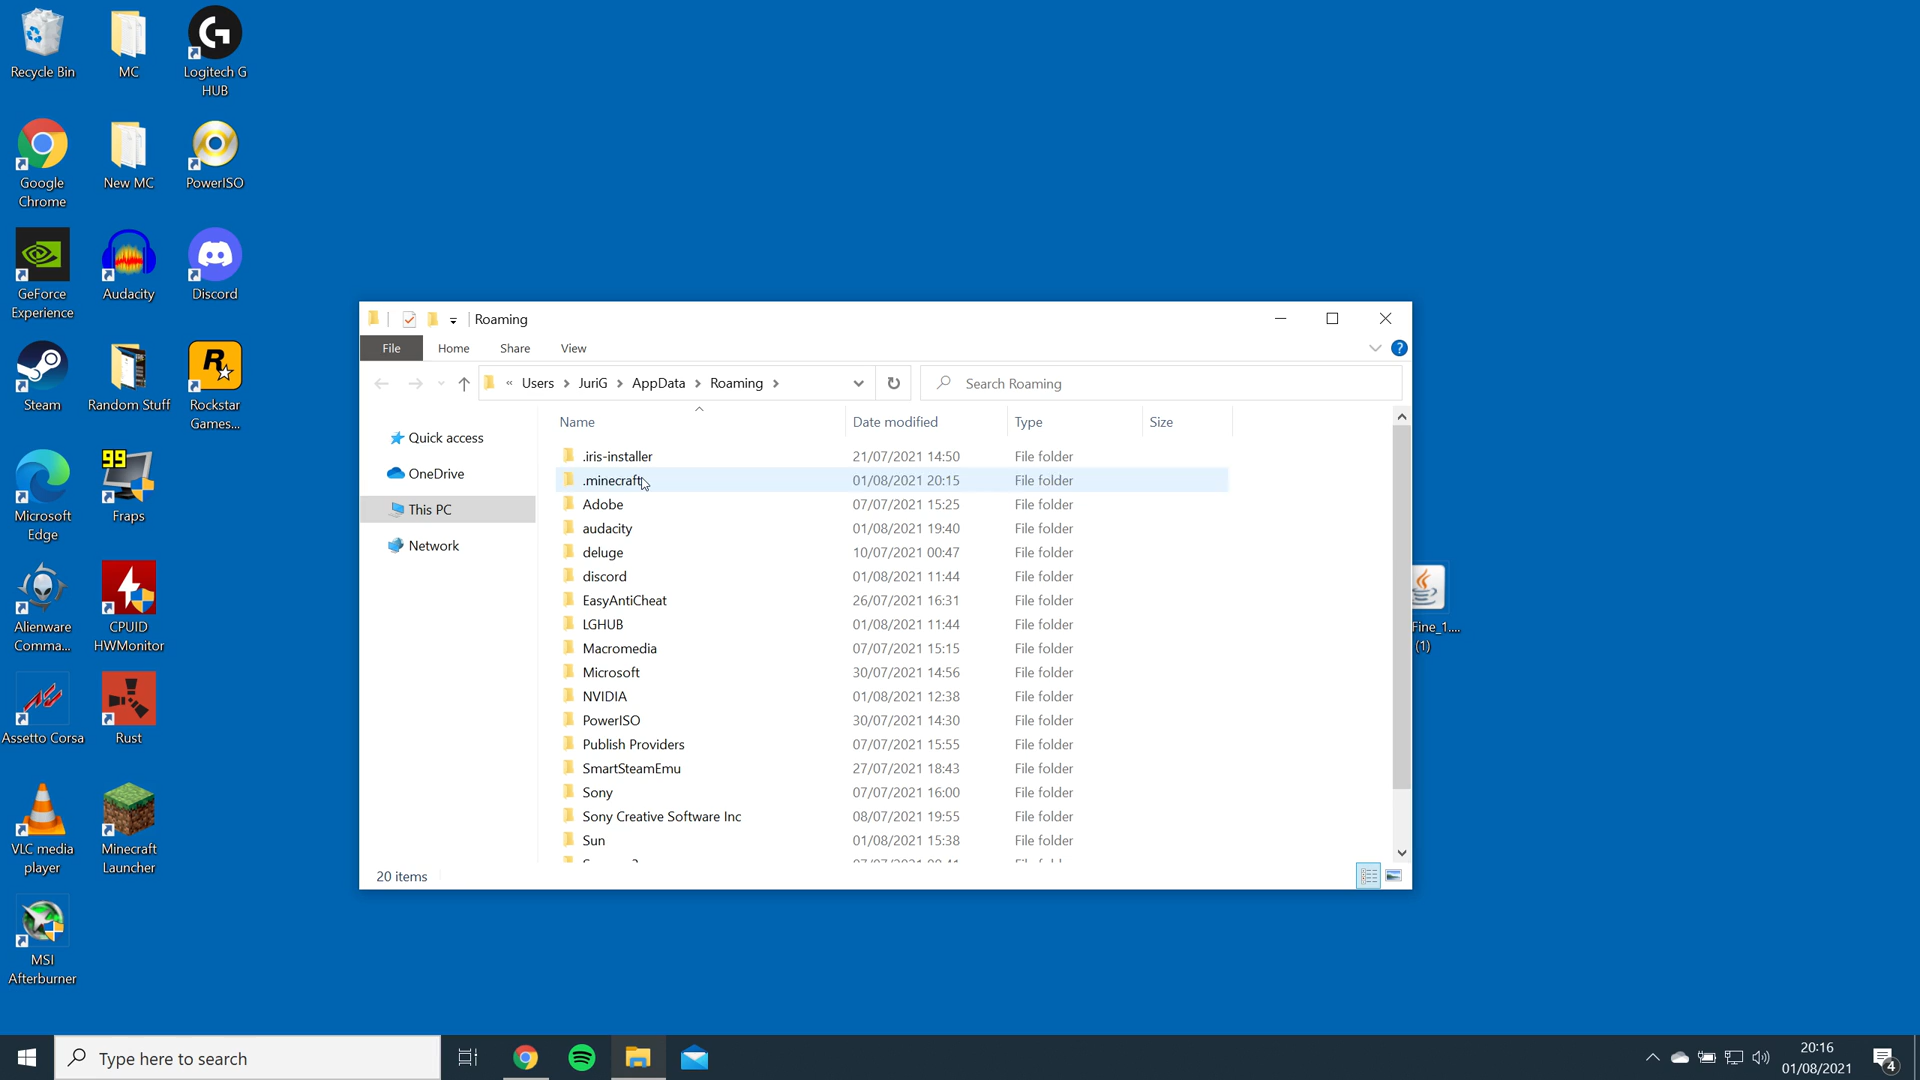 Recycle Bin
MC
Logitech G
HUB
Google
Chrome
New MC
PowerISO
GeForce
Experience
Audacity
Discord
Steam
Random Stuff
Rockstar
Games...
Microsoft
Edge
99
Fraps
Alienware
Comma...
CPUID
HWMonitor
Assetto Corsa
Rust
VLC media
player
Minecraft
Launcher
MSI
Afterburner
Roaming
File
Home
Share
View
?
« Users > JuriG > AppData > Roaming >
Search Roaming
Quick access
OneDrive
This PC
Network
Name Date modified Type Size
.iris-installer 21/07/2021 14:50 File folder
.minecraft 01/08/2021 20:15 File folder
Adobe 07/07/2021 15:25 File folder
audacity 01/08/2021 19:40 File folder
deluge 10/07/2021 00:47 File folder
discord 01/08/2021 11:44 File folder
EasyAntiCheat 26/07/2021 16:31 File folder
LGHUB 01/08/2021 11:44 File folder
Macromedia 07/07/2021 15:15 File folder
Microsoft 30/07/2021 14:56 File folder
NVIDIA 01/08/2021 12:38 File folder
PowerISO 30/07/2021 14:30 File folder
Publish Providers 07/07/2021 15:55 File folder
SmartSteamEmu 27/07/2021 18:43 File folder
Sony 07/07/2021 16:00 File folder
Sony Creative Software Inc 08/07/2021 19:55 File folder
Sun 01/08/2021 15:38 File folder
20 items
Fine_1....
(1)
Type here to search
20:16
01/08/2021
4